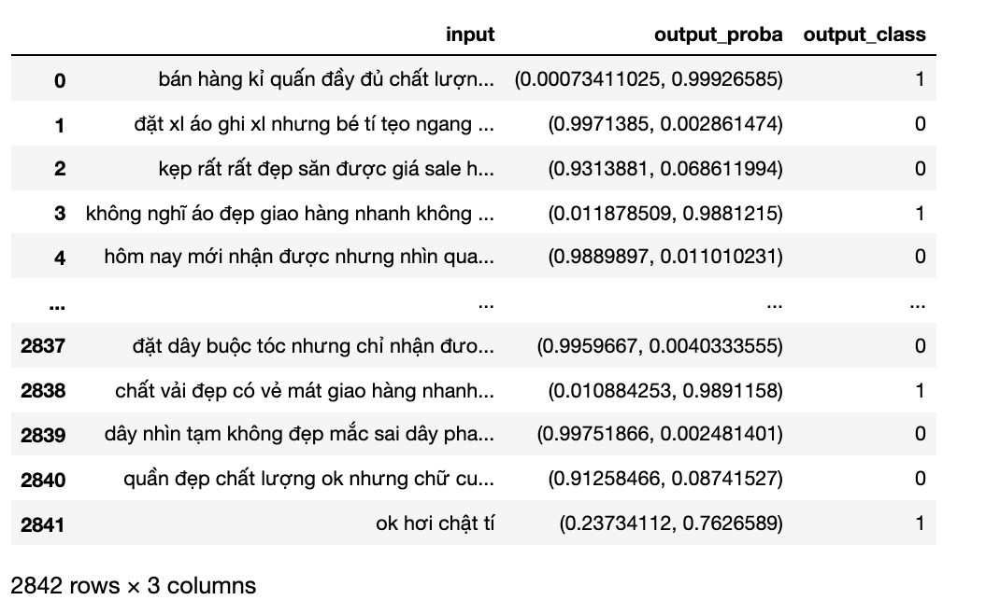 input output_proba output_class
0 bán hàng kỉ quấn đầy đủ chất lượn... (0.00073411025, 0.99926585) 1
1 đặt xl áo ghi xl nhưng bé tí tẹo ngang ... (0.9971385, 0.002861474) 0
2 kẹp rất rất đẹp săn được giá sale h... (0.9313881, 0.068611994) 0
3 không nghĩ áo đẹp giao hàng nhanh không ... (0.011878509, 0.9881215) 1
4 hôm nay mới nhận được nhưng nhìn qua... (0.9889897, 0.011010231) 0
... ... ... ...
2837 đặt dây buộc tóc nhưng chỉ nhận đươ... (0.9959667, 0.0040333555) 0
2838 chất vải đẹp có vẻ mát giao hàng nhanh... (0.010884253, 0.9891158) 1
2839 dây nhìn tạm không đẹp mắc sai dây pha... (0.99751866, 0.002481401) 0
2840 quần đẹp chất lượng ok nhưng chữ cu... (0.91258466, 0.08741527) 0
2841 ok hơi chật tí (0.23734112, 0.7626589) 1
2842 rows × 3 columns